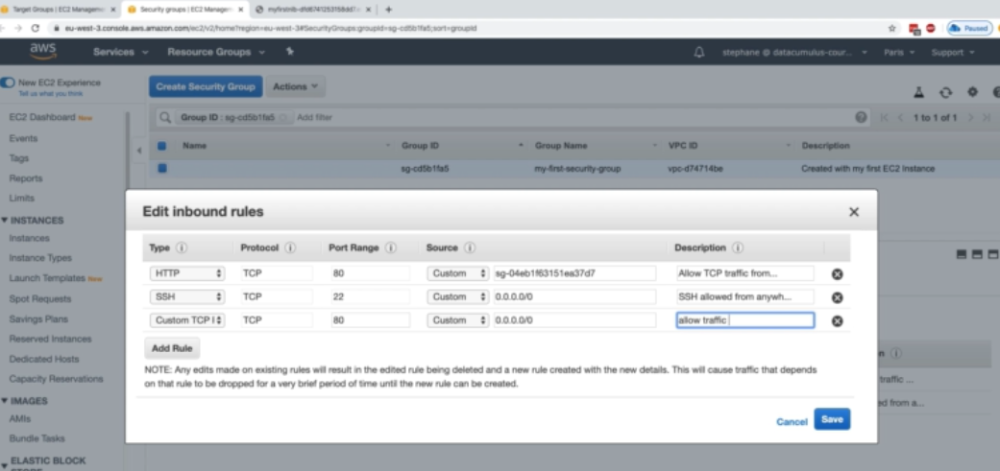 Target Groups | EC2 Managemen
Security groups | EC2 Managem
eu-west-3.console.aws.amazon.com/ec2/v2/home?region=eu-west-3#SecurityGroups:groupId=sg-cd5b1fa5;sort=groupId
Paused
aws Services Resource Groups stephane @ datacumulus-cour... Paris Support
New EC2 Experience
Tell us what you think
Create Security Group Actions
EC2 Dashboard New
Group ID : sg-cd5b1fa5 Add filter 1 to 1 of 1
Events
Name Group ID Group Name VPC ID Description
Tags
sg-cd5b1fa5 my-first-security-group vpc-d74714be Created with my first EC2 Instance
Reports
Limits
INSTANCES
Instances
Instance Types
Launch Templates New
Spot Requests
Savings Plans
Reserved Instances
Dedicated Hosts
Capacity Reservations
IMAGES
AMIs
Bundle Tasks
ELASTIC BLOCK
STORE
Edit inbound rules
Type Protocol Port Range Source Description
HTTP TCP 80 Custom sg-04eb1f63151ea37d7 Allow TCP traffic from...
SSH TCP 22 Custom 0.0.0.0/0 SSH allowed from anywh...
Custom TCP TCP 80 Custom 0.0.0.0/0 allow traffic
Add Rule
NOTE: Any edits made on existing rules will result in the edited rule being deleted and a new rule created with the new details. This will cause traffic that depends
on that rule to be dropped for a very brief period of time until the new rule can be created.
Cancel Save
traffic ...
ed from a...